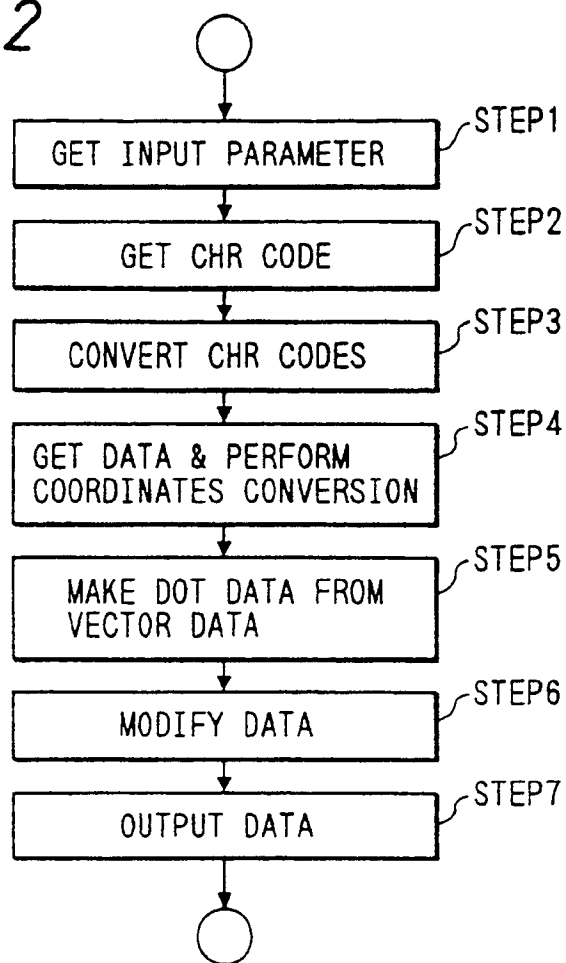 2
STEP1
GET INPUT PARAMETER
STEP2
GET CHR CODE
STEP3
CONVERT CHR CODES
STEP4
GET DATA & PERFORM
COORDINATES CONVERSION
STEP5
MAKE DOT DATA FROM
VECTOR DATA
STEP6
MODIFY DATA
STEP7
OUTPUT DATA